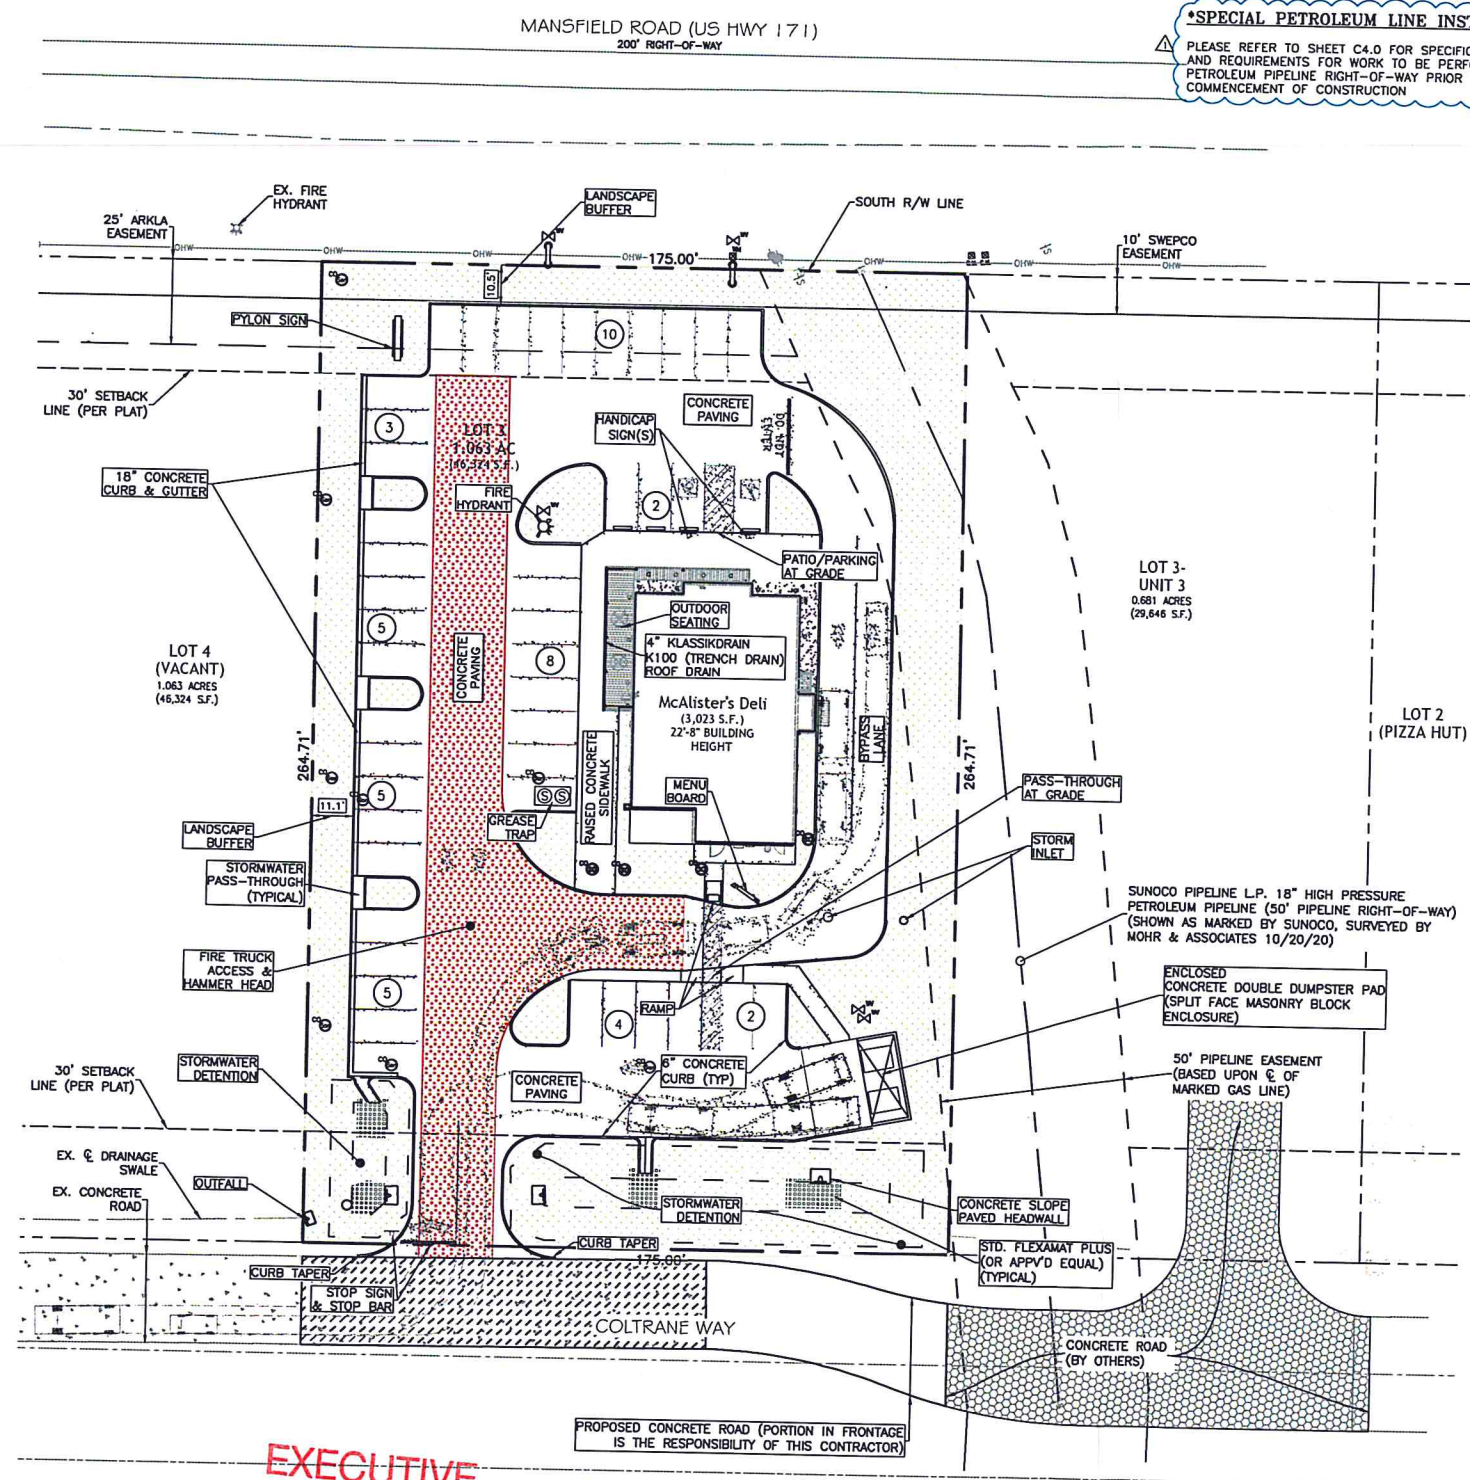 MANSFIELD ROAD (US HWY 171)
200' RIGHT-OF-WAY
*SPECIAL PETROLEUM LINE INS
PLEASE REFER TO SHEET C4.0 FOR SPECIFI
AND REQUIREMENTS FOR WORK TO BE PERF
PETROLEUM PIPELINE RIGHT-OF-WAY PRIOR
COMMENCEMENT OF CONSTRUCTION
EX. FIRE
HYDRANT
LANDSCAPE
BUFFER
SOUTH R/W LINE
25' ARKLA
EASEMENT
10' SWEPCO
EASEMENT
OHW
OHW
OHW
OHW
175.00'
OHW
OHW
OHW
10.5'
PYLON SIGN
10
30' SETBACK
LINE (PER PLAT)
CONCRETE
PAVING
HANDICAP
SIGN(S)
DO NOT
ENTER
3
LOT 3
1.063 AC
(46,324 S.F.)
18" CONCRETE
CURB & GUTTER
FIRE
HYDRANT
2
PATIO/PARKING
AT GRADE
LOT 3-
UNIT 3
0.681 ACRES
(29,646 S.F.)
OUTDOOR
SEATING
5
CONCRETE
PAVING
8
4" KLASSIKDRAIN
K100 (TRENCH DRAIN)
ROOF DRAIN
LOT 4
(VACANT)
1.063 ACRES
(46,324 S.F.)
McAlister's Deli
(3,023 S.F.)
22'-8" BUILDING
HEIGHT
BYPASS
LANE
LOT 2
(PIZZA HUT)
264.71'
RAISED CONCRETE
SIDEWALK
264.71'
MENU
BOARD
PASS-THROUGH
AT GRADE
5
11.1'
GREASE
TRAP
S S
LANDSCAPE
BUFFER
STORM
INLET
STORMWATER
PASS-THROUGH
(TYPICAL)
SUNOCO PIPELINE L.P. 18" HIGH PRESSURE
PETROLEUM PIPELINE (50' PIPELINE RIGHT-OF-WAY)
(SHOWN AS MARKED BY SUNOCO, SURVEYED BY
MOHR & ASSOCIATES 10/20/20)
FIRE TRUCK
ACCESS &
HAMMER HEAD
5
RAMP
4
2
ENCLOSED
CONCRETE DOUBLE DUMPSTER PAD
(SPLIT FACE MASONRY BLOCK
ENCLOSURE)
STORMWATER
DETENTION
30' SETBACK
LINE (PER PLAT)
CONCRETE
PAVING
6" CONCRETE
CURB (TYP)
50' PIPELINE EASEMENT
(BASED UPON ℄ OF
MARKED GAS LINE)
EX. ℄ DRAINAGE
SWALE
OUTFALL
EX. CONCRETE
ROAD
STORMWATER
DETENTION
CONCRETE SLOPE
PAVED HEADWALL
CURB TAPER
175.00'
STD. FLEXAMAT PLUS
(OR APPV'D EQUAL)
(TYPICAL)
CURB TAPER
STOP SIGN
& STOP BAR
COLTRANE WAY
CONCRETE ROAD
(BY OTHERS)
PROPOSED CONCRETE ROAD (PORTION IN FRONTAGE
IS THE RESPONSIBILITY OF THIS CONTRACTOR)
EXECUTIVE